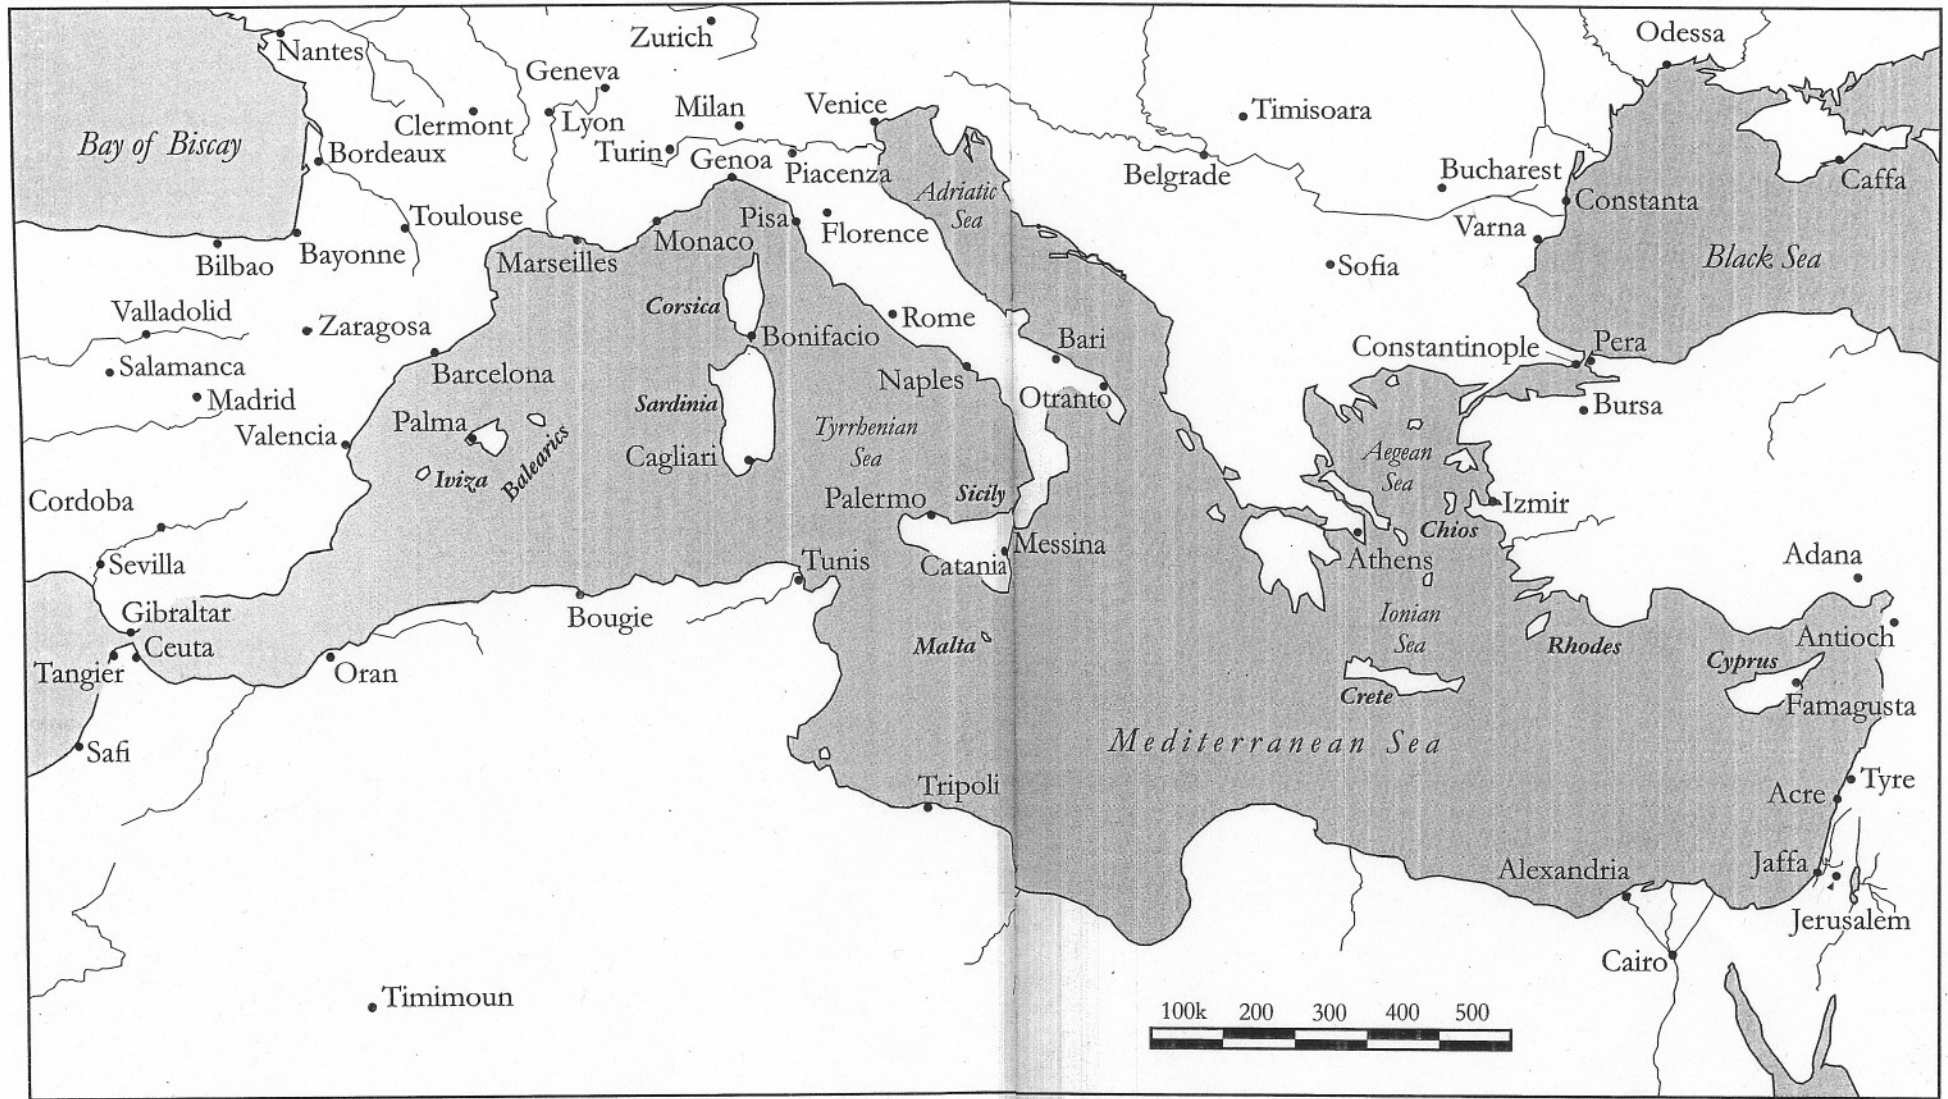 Nantes
Zurich
Odessa
Geneva
Clermont
Lyon
Milan
Venice
Timisoara
Bay of Biscay
Bordeaux
Turin
Genoa
Piacenza
Belgrade
Bucharest
Caffa
Adriatic
Sea
Toulouse
Pisa
Florence
Constanta
Varna
Monaco
Bilbao
Bayonne
Marseilles
Sofia
Black Sea
Valladolid
Corsica
Zaragosa
Rome
Bonifacio
Bari
Constantinople
Pera
Salamanca
Barcelona
Naples
Madrid
Sardinia
Otranto
Bursa
Palma
Valencia
Balearics
Tyrrhenian
Sea
Aegean
Sea
Cagliari
Iviza
Cordoba
Palermo
Sicily
Izmir
Chios
Sevilla
Tunis
Catania
Messina
Athens
Adana
Gibraltar
Bougie
Ionian
Sea
Ceuta
Malta
Rhodes
Antioch
Tangier
Oran
Cyprus
Crete
Famagusta
Safi
Mediterranean Sea
Tripoli
Tyre
Acre
Alexandria
Jaffa
Jerusalem
Cairo
Timimoun
100k 200 300 400 500